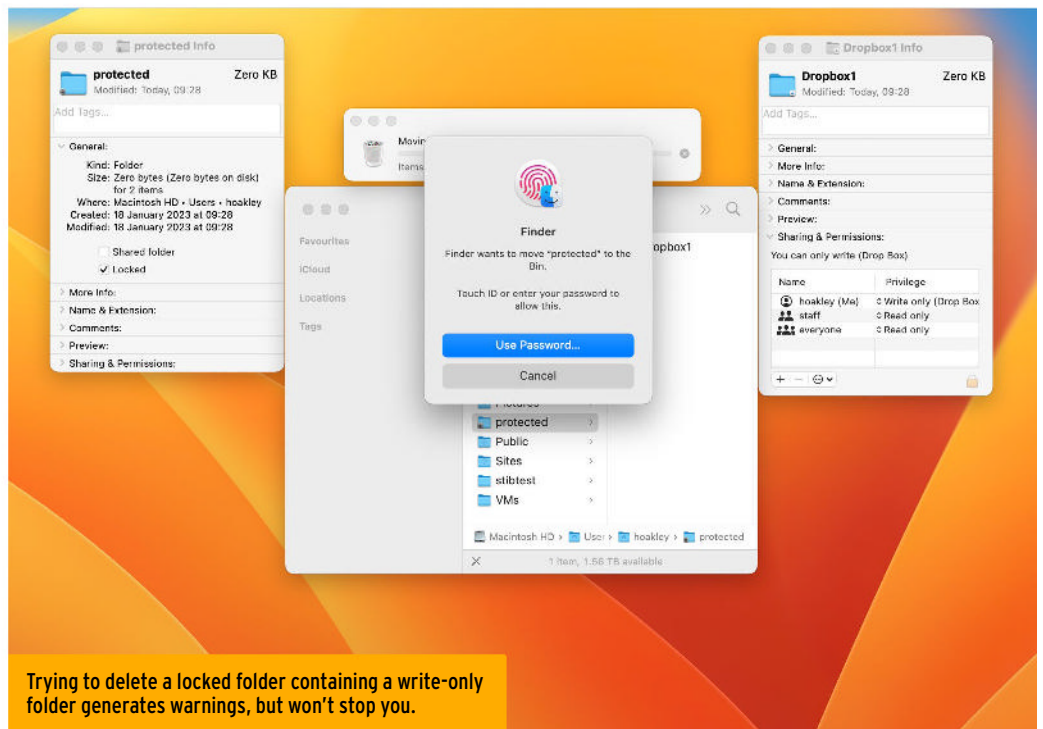 protected Info
protected
Zero KB
Modified: Today, 09:28
Add Tags...
General:
Kind: Folder
Size: Zero bytes (Zero bytes on disk)
for 2 items
Where: Macintosh HD • Users • hoakley
Created: 18 January 2023 at 09:28
Modified: 18 January 2023 at 09:28
Shared folder
Locked
More Info:
Name & Extension:
Comments:
Preview:
Sharing & Permissions:
Items
Favourites
iCloud
Locations
Tags
Finder
Finder wants to move "protected" to the
Bin.
Touch ID or enter your password to
allow this.
Use Password...
Cancel
protected
Public
Sites
stibtest
VMs
Macintosh HD › User › hoakley › protected
1 item, 1.56 TB available
Dropbox1 Info
Dropbox1
Zero KB
Modified: Today, 09:28
Add Tags...
General:
More Info:
Name & Extension:
Comments:
Preview:
Sharing & Permissions:
You can only write (Drop Box)
Name Privilege
hoakley (Me) Write only (Drop Box
staff Read only
everyone Read only
Trying to delete a locked folder containing a write-only
folder generates warnings, but won't stop you.